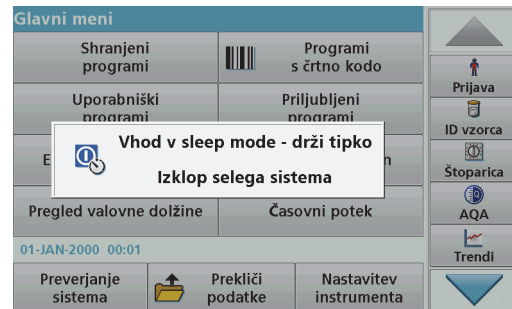 Glavni meni
Shranjeni
programi
Programi
s črtno kodo
Uporabniški
programi
Priljubljeni
programi
Vhod v sleep mode - drži tipko
Izklop selega sistema
E
n
Pregled valovne dolžine
Časovni potek
01-JAN-2000 00:01
Preverjanje
sistema
Prekliči
podatke
Nastavitev
instrumenta
Prijava
ID vzorca
Štoparica
AQA
Trendi